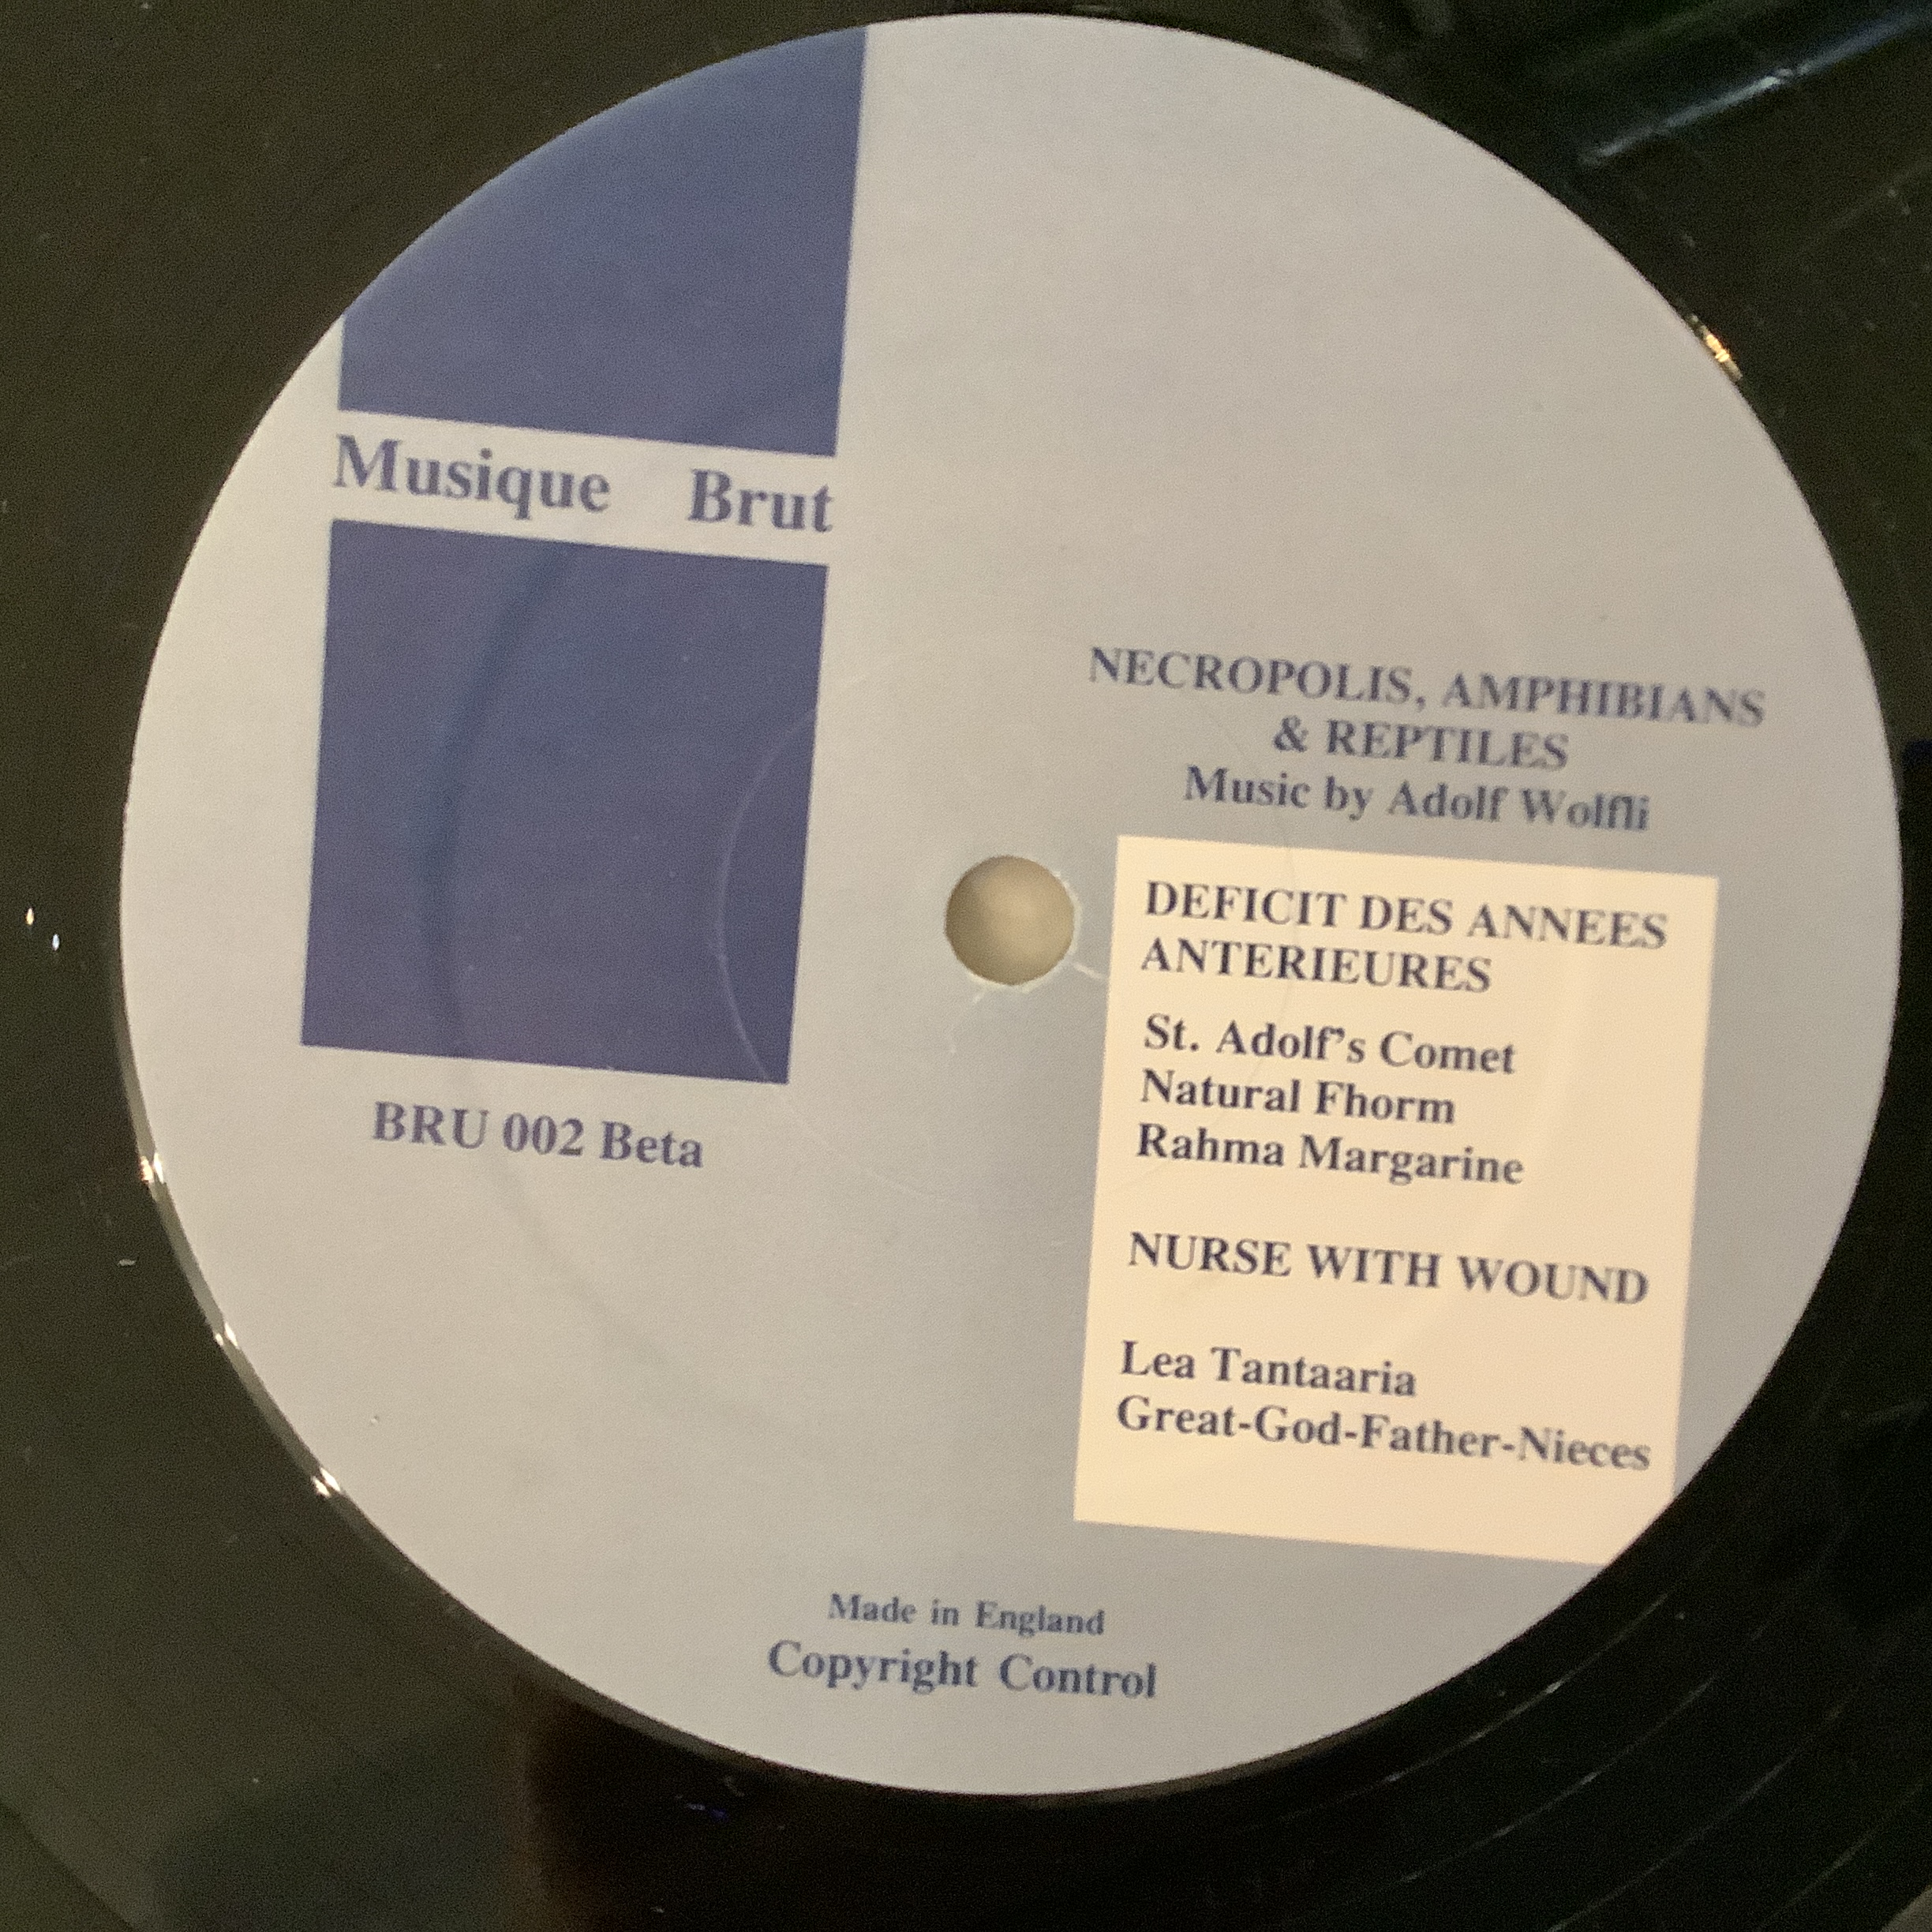 Musique Brut
BRU 002 Beta
NECROPOLIS, AMPHIBIANS
& REPTILES
Music by Adolf Wolfli
DEFICIT DES ANNEES
ANTERIEURES
St. Adolf's Comet
Natural Fhorm
Rahma Margarine
NURSE WITH WOUND
Lea Tantaaria
Great-God-Father-Nieces
Made in England
Copyright Control